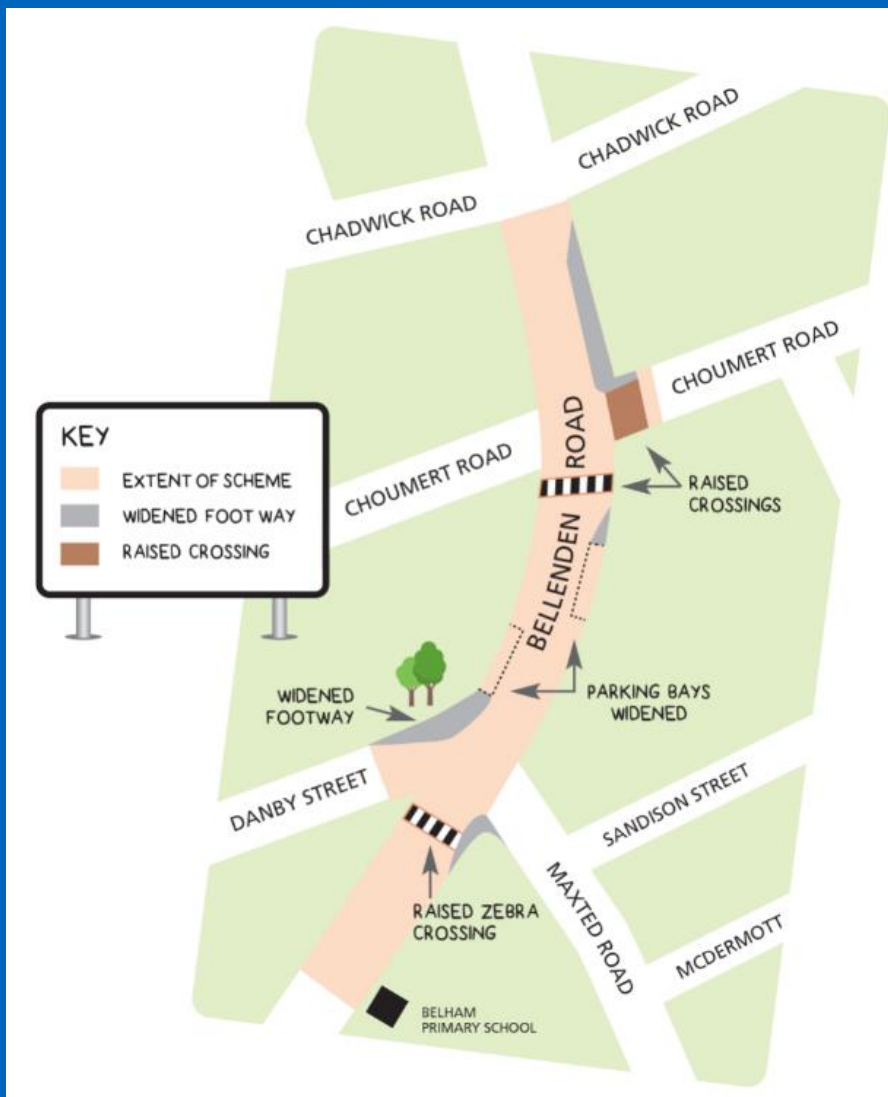 CHADWICK ROAD
CHADWICK ROAD
CHOUMERT ROAD
KEY
EXTENT OF SCHEME
WIDENED FOOT WAY
RAISED CROSSING
CHOUMERT ROAD
BELLENDEN ROAD
RAISED
CROSSINGS
WIDENED
FOOTWAY
PARKING BAYS
WIDENED
DANBY STREET
SANDISON STREET
MAXTED ROAD
RAISED ZEBRA
CROSSING
MCDERMOTT
BELHAM
PRIMARY SCHOOL